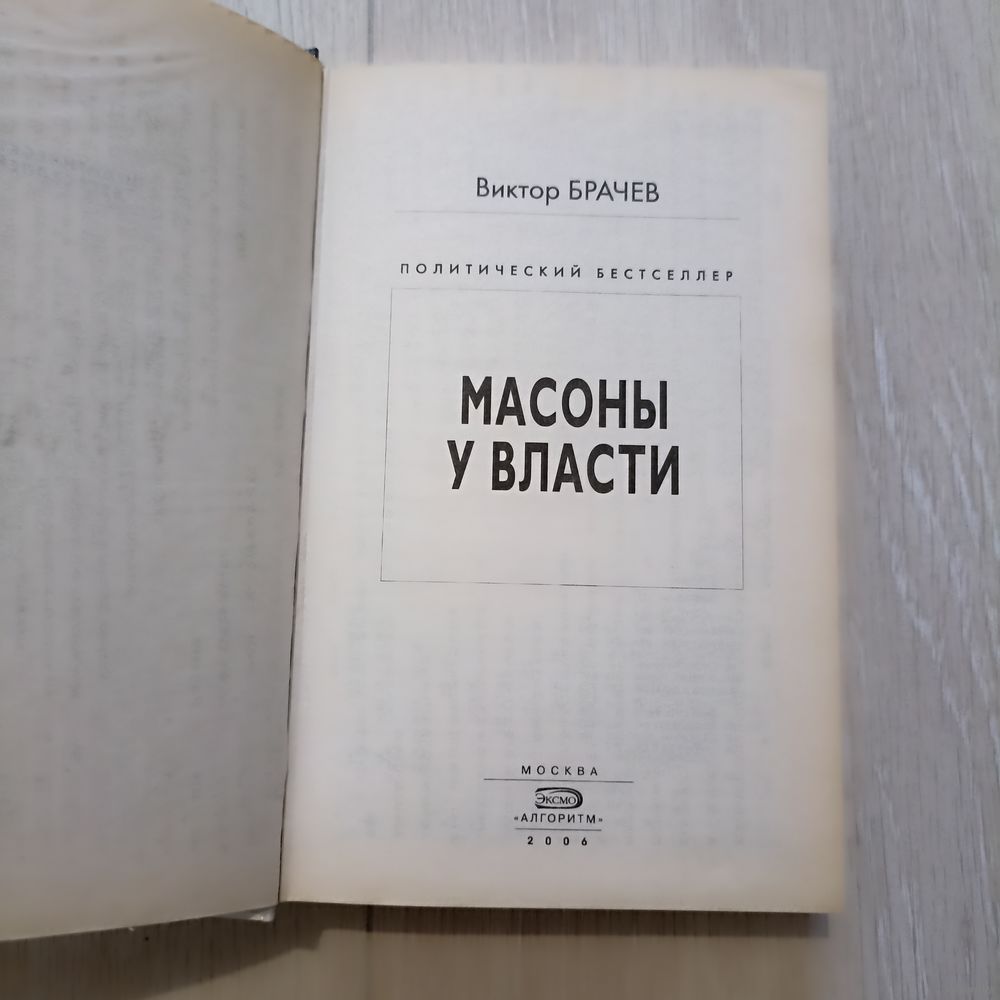 Виктор БРАЧЕВ
ПОЛИТИЧЕСКИЙ БЕСТСЕЛЛЕР
МАСОНЫ
У ВЛАСТИ
МОСКВА
ЭКСМО
«АЛГОРИТМ»
2006